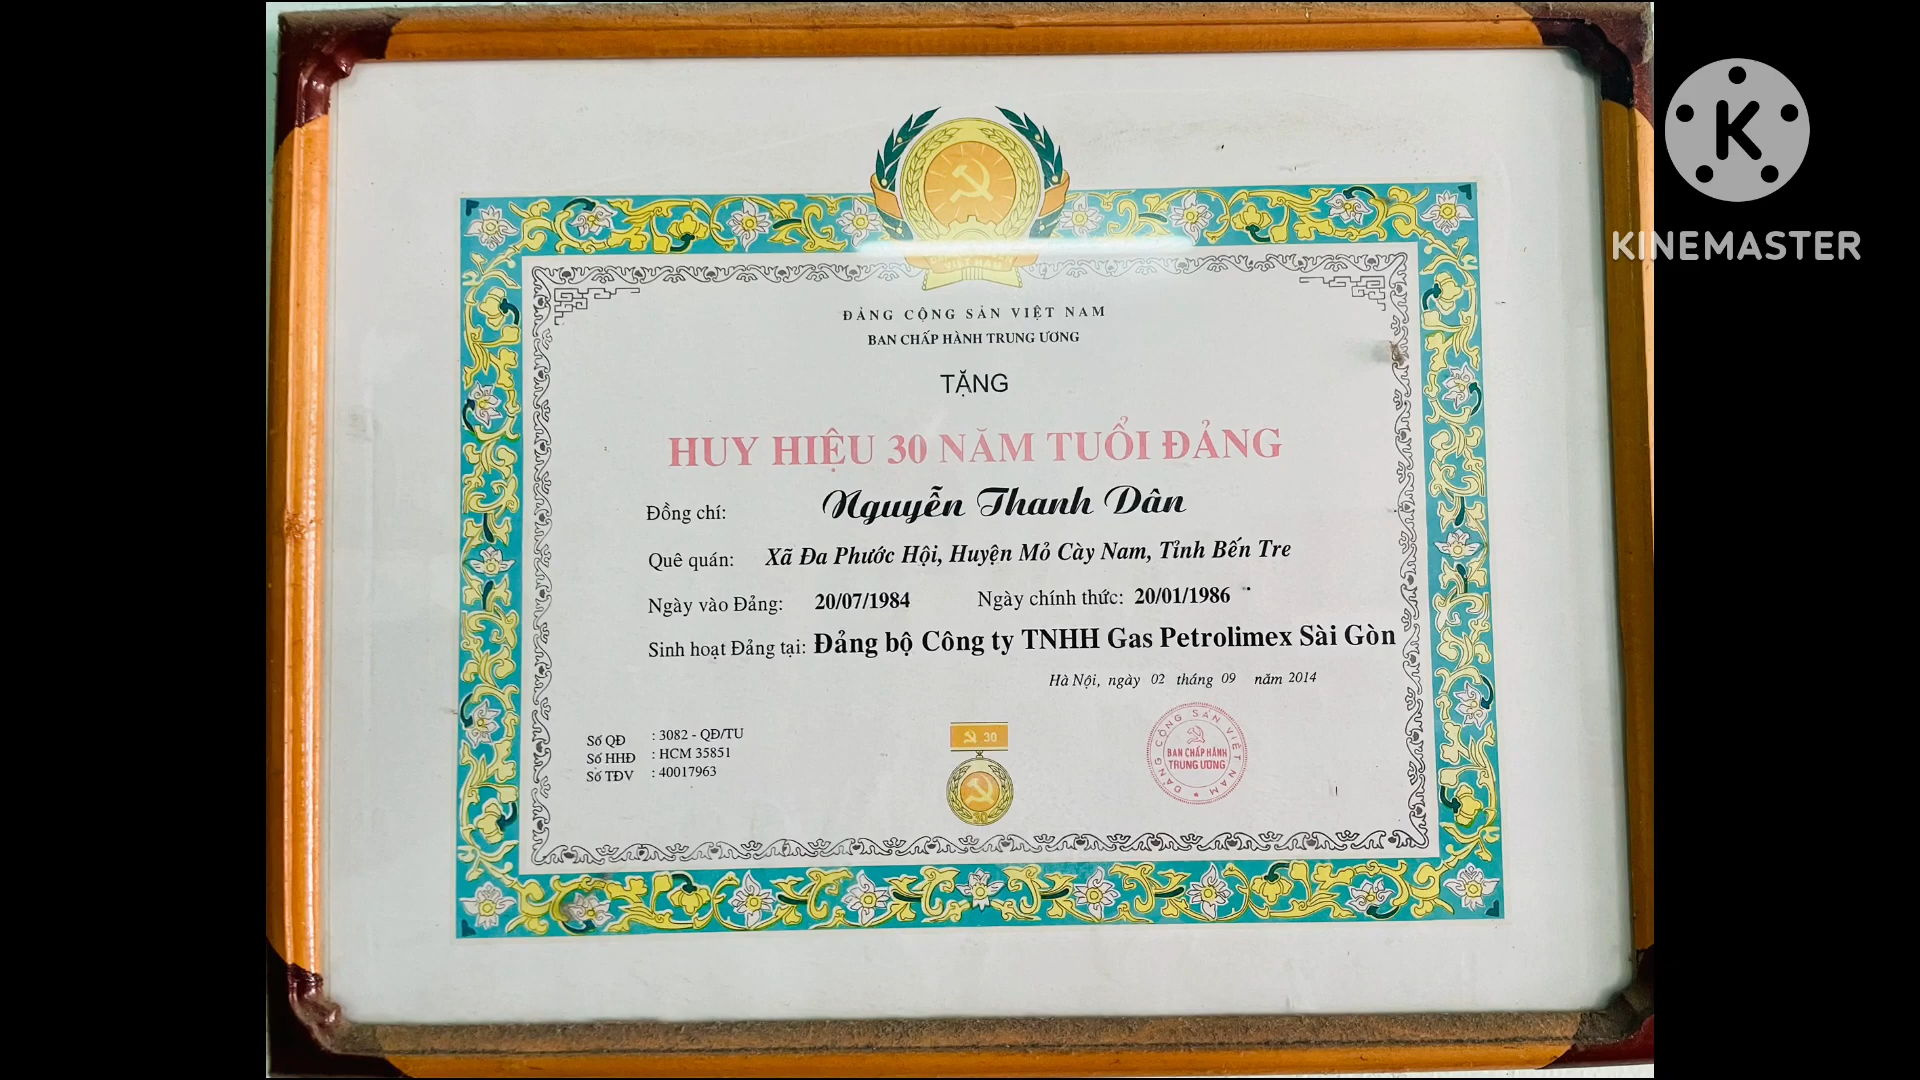 K
KINEMASTER
VIỆT NAM
ĐẢNG CỘNG SẢN VIỆT NAM
BAN CHẤP HÀNH TRUNG ƯƠNG
TẶNG
HUY HIỆU 30 NĂM TUỔI ĐẢNG
Đồng chí: Nguyễn Thanh Dân
Quê quán: Xã Đa Phước Hội, Huyện Mỏ Cày Nam, Tỉnh Bến Tre
Ngày vào Đảng: 20/07/1984 Ngày chính thức: 20/01/1986
Sinh hoạt Đảng tại: Đảng bộ Công ty TNHH Gas Petrolimex Sài Gòn
Hà Nội, ngày 02 tháng 09 năm 2014
Số QĐ : 3082 - QĐ/TU
Số HHĐ : HCM 35851
Số TĐV : 40017963
30
ĐẢNG CỘNG SẢN VIỆT NAM
BAN CHẤP HÀNH
TRUNG ƯƠNG